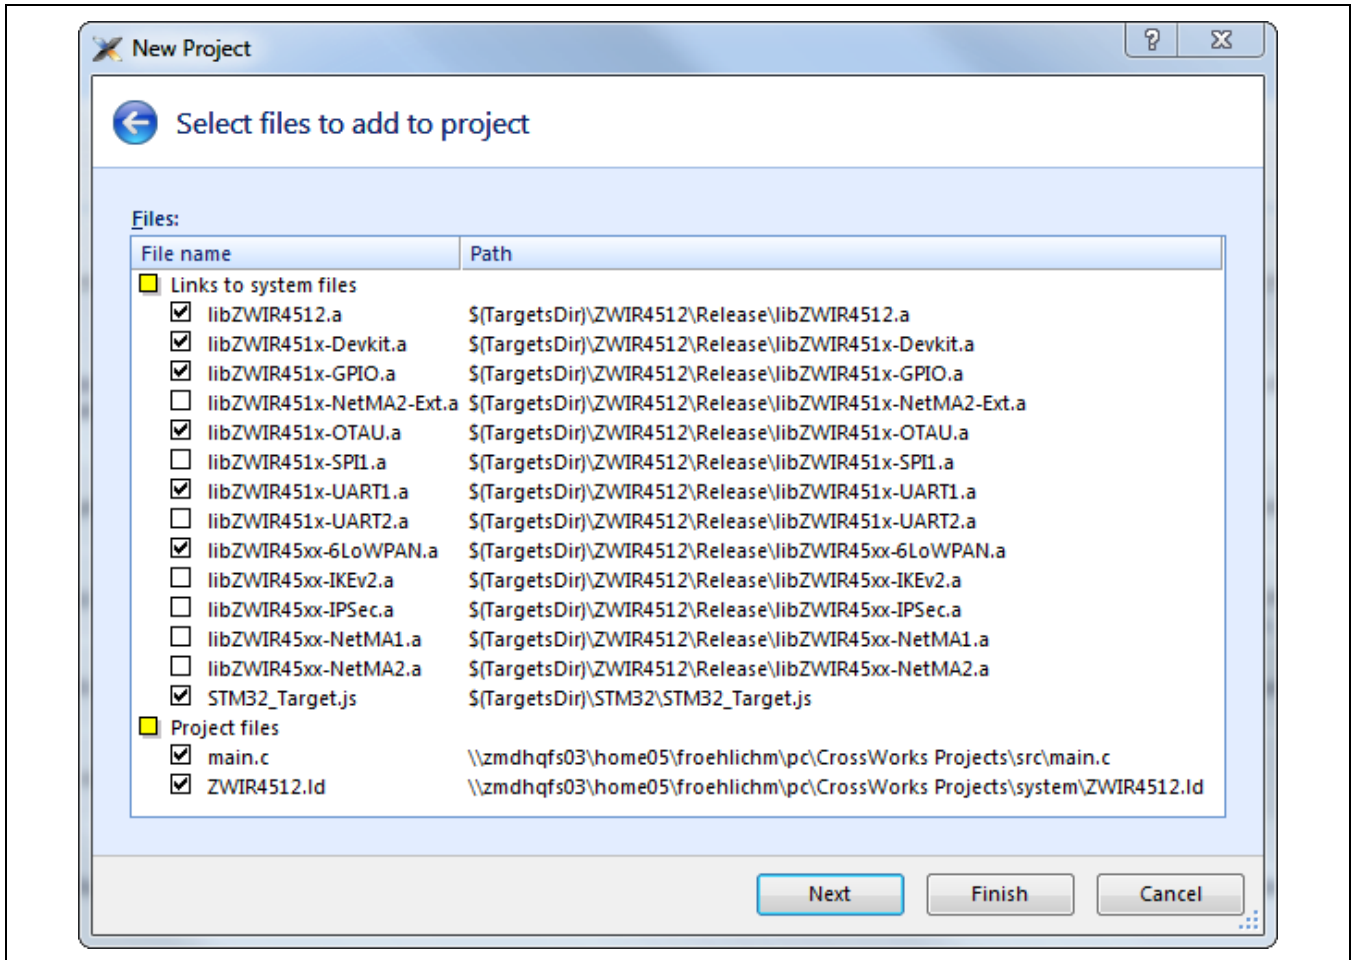 New Project
Select files to add to project
Files:
File name Path
Links to system files
libZWIR4512.a $(TargetsDir)\ZWIR4512\Release\libZWIR4512.a
libZWIR451x-Devkit.a $(TargetsDir)\ZWIR4512\Release\libZWIR451x-Devkit.a
libZWIR451x-GPIO.a $(TargetsDir)\ZWIR4512\Release\libZWIR451x-GPIO.a
libZWIR451x-NetMA2-Ext.a $(TargetsDir)\ZWIR4512\Release\libZWIR451x-NetMA2-Ext.a
libZWIR451x-OTAU.a $(TargetsDir)\ZWIR4512\Release\libZWIR451x-OTAU.a
libZWIR451x-SPI1.a $(TargetsDir)\ZWIR4512\Release\libZWIR451x-SPI1.a
libZWIR451x-UART1.a $(TargetsDir)\ZWIR4512\Release\libZWIR451x-UART1.a
libZWIR451x-UART2.a $(TargetsDir)\ZWIR4512\Release\libZWIR451x-UART2.a
libZWIR45xx-6LoWPAN.a $(TargetsDir)\ZWIR4512\Release\libZWIR45xx-6LoWPAN.a
libZWIR45xx-IKEv2.a $(TargetsDir)\ZWIR4512\Release\libZWIR45xx-IKEv2.a
libZWIR45xx-IPSec.a $(TargetsDir)\ZWIR4512\Release\libZWIR45xx-IPSec.a
libZWIR45xx-NetMA1.a $(TargetsDir)\ZWIR4512\Release\libZWIR45xx-NetMA1.a
libZWIR45xx-NetMA2.a $(TargetsDir)\ZWIR4512\Release\libZWIR45xx-NetMA2.a
STM32_Target.js $(TargetsDir)\STM32\STM32_Target.js
Project files
main.c \\zmdhqfs03\home05\froehlichm\pc\CrossWorks Projects\src\main.c
ZWIR4512.ld \\zmdhqfs03\home05\froehlichm\pc\CrossWorks Projects\system\ZWIR4512.ld
Next Finish Cancel